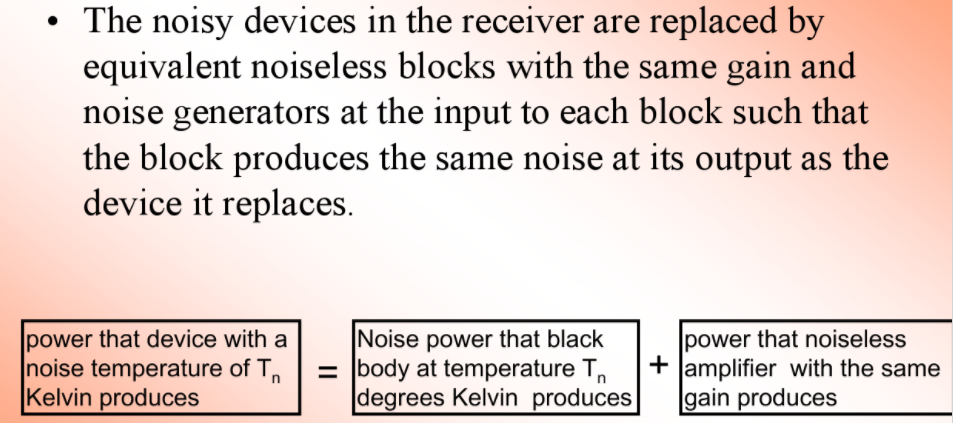 • The noisy devices in the receiver are replaced by
equivalent noiseless blocks with the same gain and
noise generators at the input to each block such that
the block produces the same noise at its output as the
device it replaces.
power that device with a
noise temperature of Tn
Kelvin produces
=
Noise power that black
body at temperature Tn
degrees Kelvin produces
+
power that noiseless
amplifier with the same
gain produces